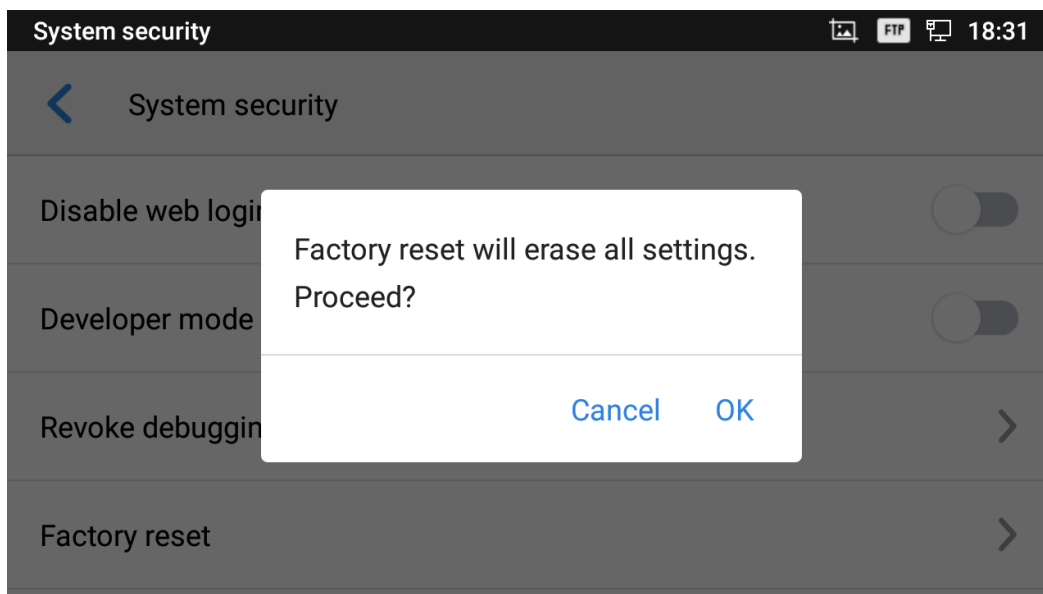 System security
FTP
18:31
System security
Disable web login
Factory reset will erase all settings.
Proceed?
Developer mode
Cancel
OK
Revoke debuggin
Factory reset